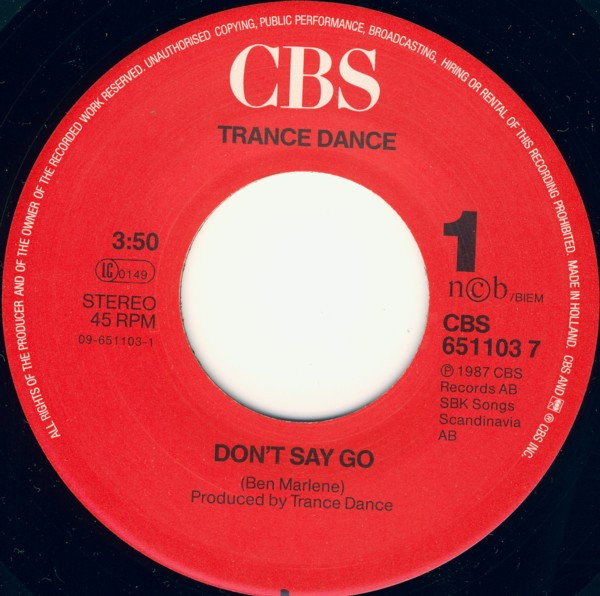 ALL RIGHTS OF THE PRODUCER AND OF THE OWNER OF THE RECORDED WORK RESERVED. UNAUTHORISED COPYING, PUBLIC PERFORMANCE, BROADCASTING, HIRING OR RENTAL OF THIS RECORDING PROHIBITED. MADE IN HOLLAND. CBS AND ® CBS INC.
CBS
TRANCE DANCE
3:50
LC 0149
STEREO
45 RPM
09-651103-1
1
n©b/BIEM
CBS
651103 7
℗ 1987 CBS
Records AB
SBK Songs
Scandinavia
AB
DON'T SAY GO
(Ben Marlene)
Produced by Trance Dance